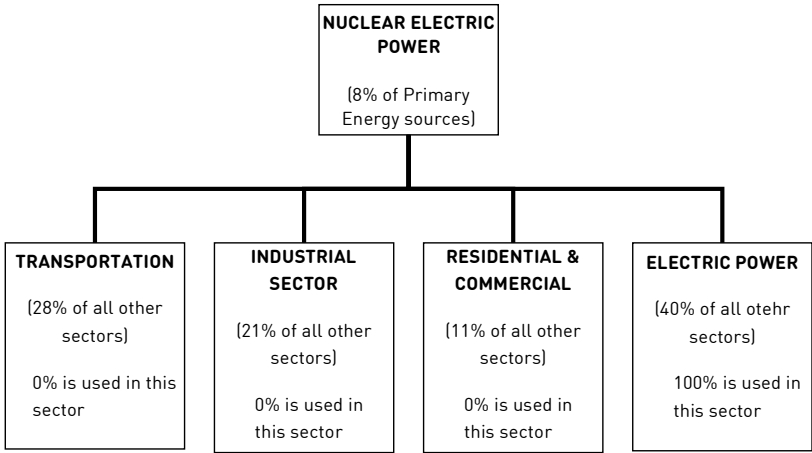 NUCLEAR ELECTRIC
POWER
(8% of Primary
Energy sources)
TRANSPORTATION
(28% of all other
sectors)
0% is used in this
sector
INDUSTRIAL
SECTOR
(21% of all other
sectors)
0% is used in
this sector
RESIDENTIAL &
COMMERCIAL
(11% of all other
sectors)
0% is used in
this sector
ELECTRIC POWER
(40% of all otehr
sectors)
100% is used in
this sector